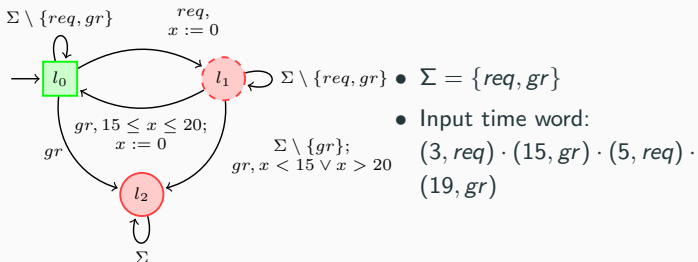 Σ \ {req, gr}
req,
x := 0
l₀
l₁
Σ \ {req, gr}
gr, 15 ≤ x ≤ 20;
x := 0
gr
Σ \ {gr};
gr, x < 15 ∨ x > 20
l₂
Σ
• Σ = {req, gr}
• Input time word:
(3, req) · (15, gr) · (5, req) ·
(19, gr)